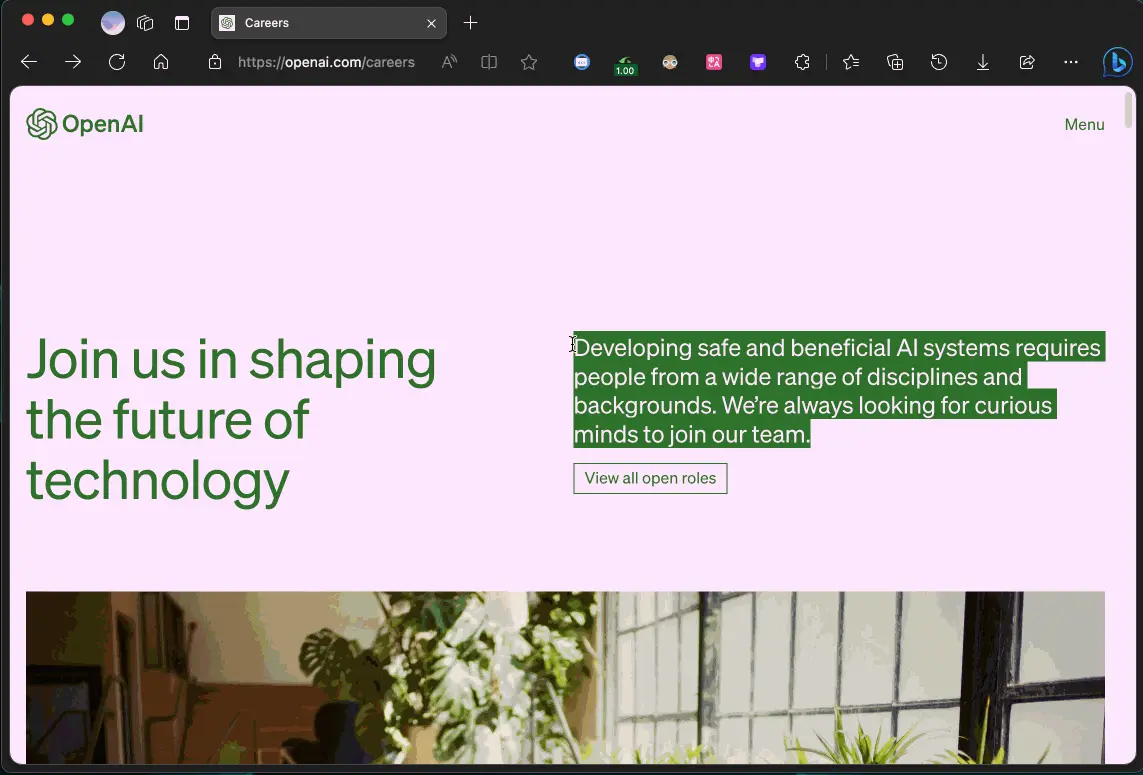 Careers
https://openai.com/careers
1.00
OpenAI
Menu
Join us in shaping
the future of
technology
Developing safe and beneficial AI systems requires
people from a wide range of disciplines and
backgrounds. We’re always looking for curious
minds to join our team.
View all open roles